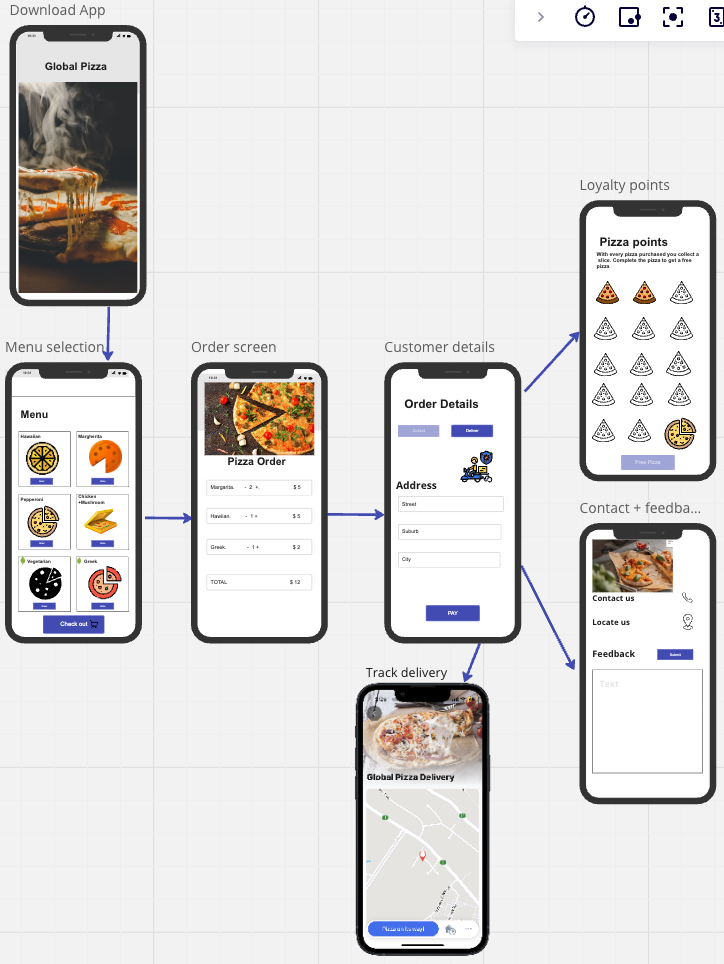 Download App
Global Pizza
Loyalty points
Pizza points
With every pizza purchased you collect a
slice. Complete the pizza to get a free
pizza
Free Pizza
Menu selection
Menu
Hawaiian
Margherita
Pepperoni
Chicken
+Mushroom
Vegetarian
Greek
Check out
Order screen
Pizza Order
Margarita. - 2 +. $ 5
Hawiian. - 1 + $ 5
Greek. - 1 + $ 2
TOTAL $ 12
Customer details
Order Details
Deliver
Address
Street
Suburb
City
PAY
Contact + feedba...
Contact us
Locate us
Feedback
Submit
Text
Track delivery
Global Pizza Delivery
Pizza on its way!